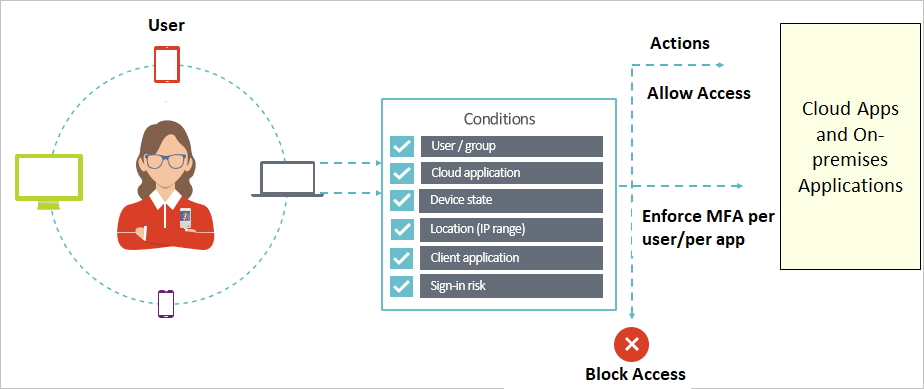 User
Conditions
User / group
Cloud application
Device state
Location (IP range)
Client application
Sign-in risk
Actions
Allow Access
Enforce MFA per
user/per app
Block Access
Cloud Apps
and On-
premises
Applications